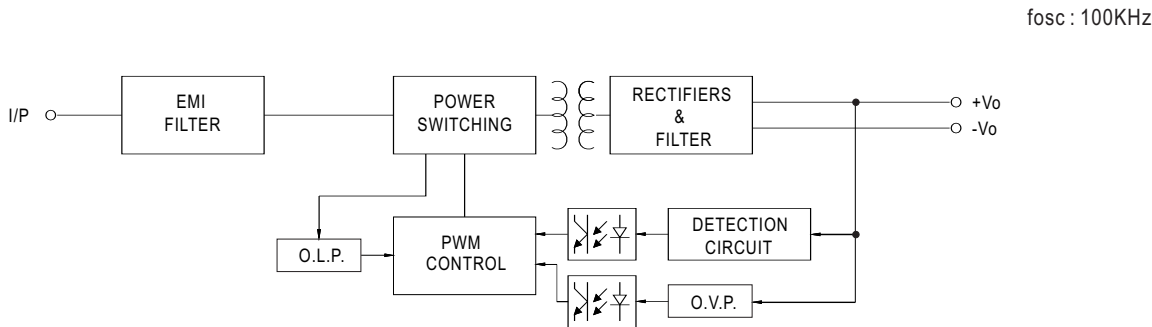 fosc : 100KHz
I/P
EMI
FILTER
POWER
SWITCHING
RECTIFIERS
&
FILTER
+Vo
-Vo
O.L.P.
PWM
CONTROL
DETECTION
CIRCUIT
O.V.P.